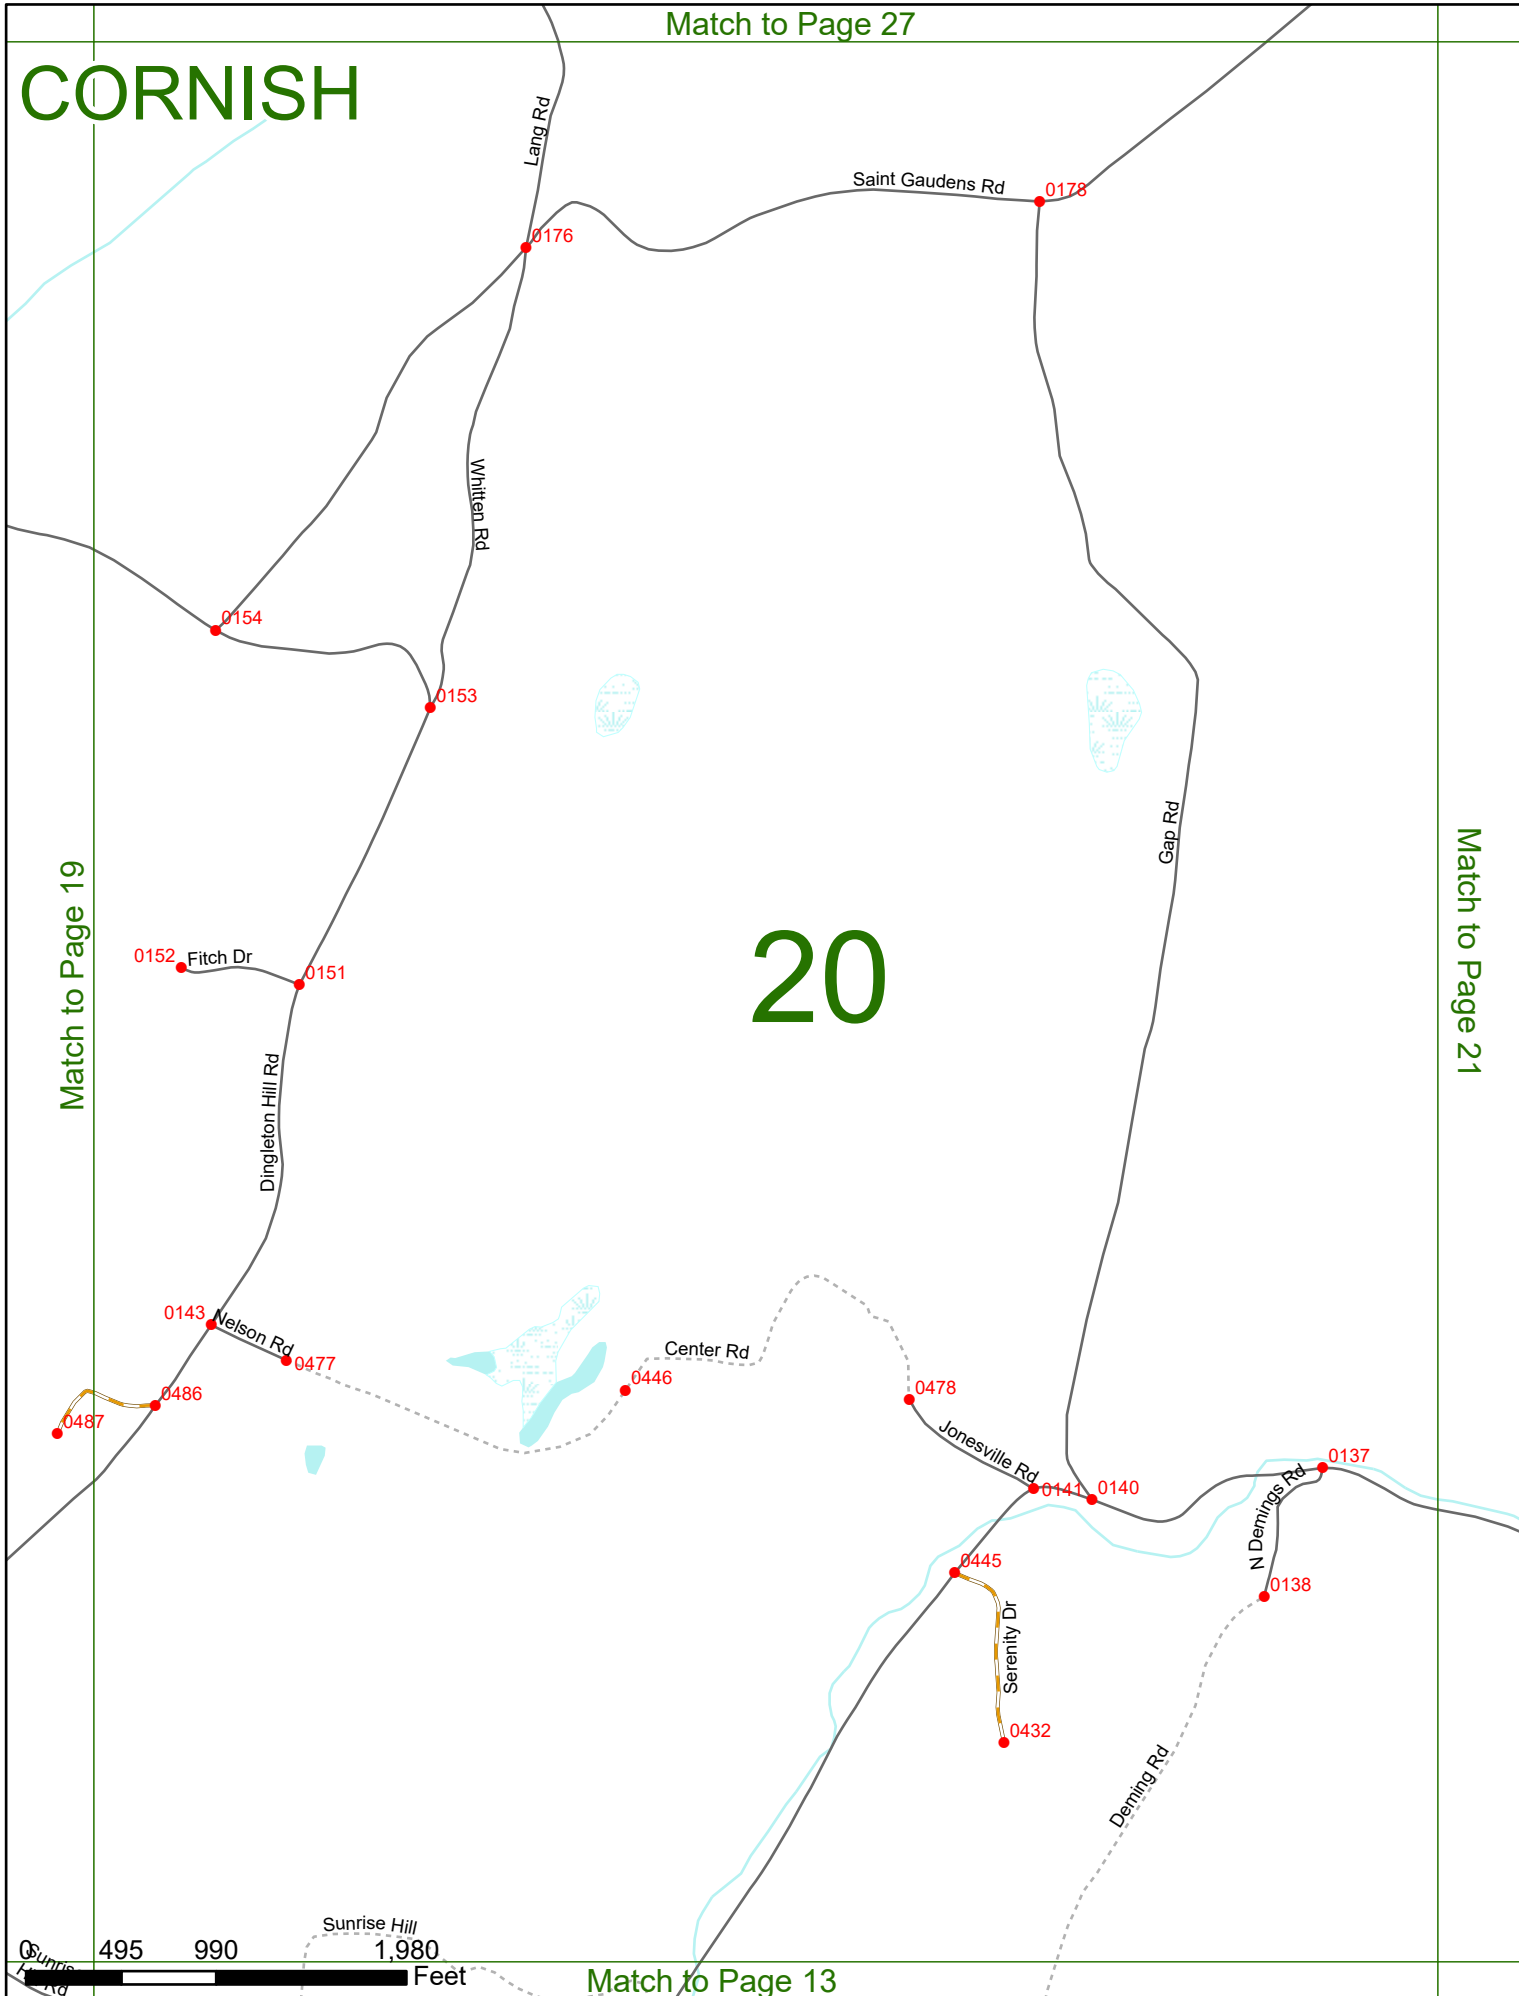 Match to Page 27
CORNISH
Lang Rd
Saint Gaudens Rd
0178
0176
Whitten Rd
0154
0153
Gap Rd
Match to Page 19
Match to Page 21
20
0152
Fitch Dr
0151
Dingleton Hill Rd
0143
Nelson Rd
0477
Center Rd
0446
0478
0486
0487
Jonesville Rd
0141
0140
0137
N Demings Rd
0445
0138
Serenity Dr
0432
Deming Rd
Sunrise Hill
0
495
990
1,980
Feet
Sunrise
Hill Rd
Match to Page 13